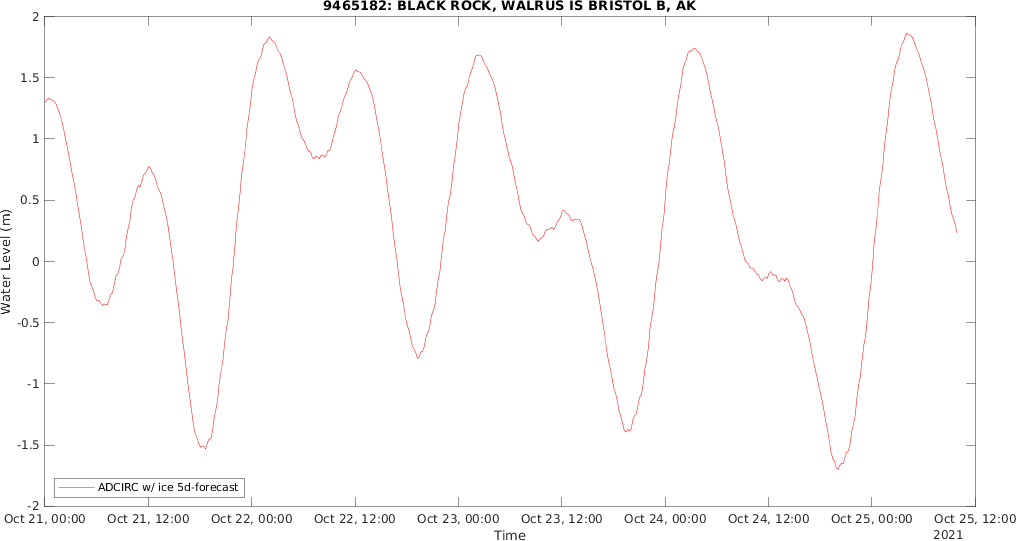 9465182: BLACK ROCK, WALRUS IS BRISTOL B, AK
2
1.5
1
0.5
0
-0.5
-1
-1.5
-2
Water Level (m)
ADCIRC w/ ice 5d-forecast
Oct 21, 00:00 Oct 21, 12:00 Oct 22, 00:00 Oct 22, 12:00 Oct 23, 00:00 Oct 23, 12:00 Oct 24, 00:00 Oct 24, 12:00 Oct 25, 00:00 Oct 25, 12:00
Time 2021